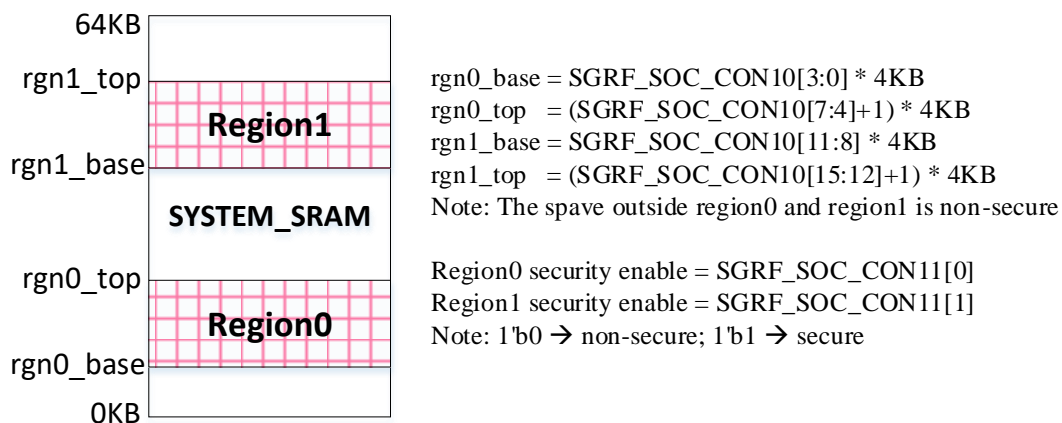 64KB
rgn1_top
Region1
rgn1_base
SYSTEM_SRAM
rgn0_top
Region0
rgn0_base
0KB
rgn0_base = SGRF_SOC_CON10[3:0] * 4KB
rgn0_top = (SGRF_SOC_CON10[7:4]+1) * 4KB
rgn1_base = SGRF_SOC_CON10[11:8] * 4KB
rgn1_top = (SGRF_SOC_CON10[15:12]+1) * 4KB
Note: The spave outside region0 and region1 is non-secure
Region0 security enable = SGRF_SOC_CON11[0]
Region1 security enable = SGRF_SOC_CON11[1]
Note: 1'b0 → non-secure; 1'b1 → secure